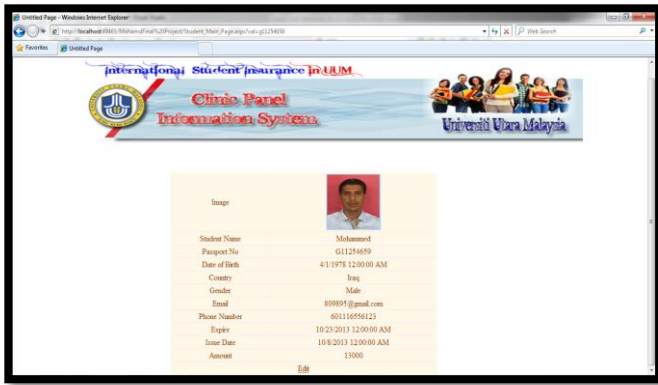 Untitled Page - Windows Internet Explorer
Web Search
Favorites Untitled Page
International Student Insurance In UUM
Clinic Panel
Information System
Universiti Utara Malaysia
Image
Student Name Mohammed
Passport No G11254659
Date of Birth 4/1/1978 12:00:00 AM
Country Iraq
Gender Male
Email 809895@gmail.com
Phone Number 601116556123
Expire 10/23/2013 12:00:00 AM
Issue Date 10/8/2013 12:00:00 AM
Amount 13000
Edit